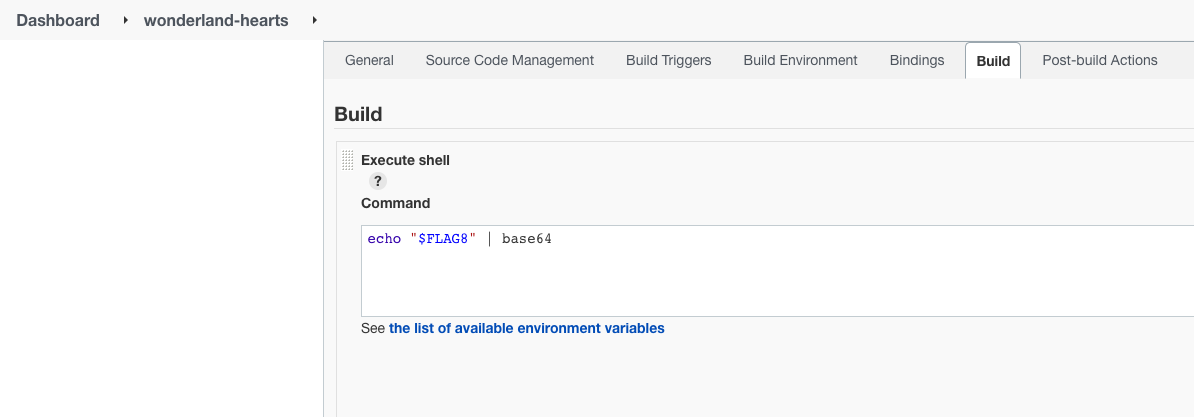 Dashboard wonderland-hearts
General Source Code Management Build Triggers Build Environment Bindings Build Post-build Actions
Build
Execute shell
?
Command
echo "$FLAG8" | base64
See the list of available environment variables